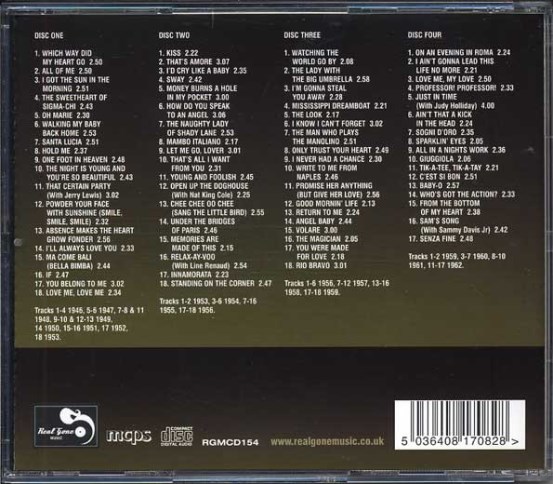 DISC ONE
1. WHICH WAY DID
MY HEART GO 2.50
2. ALL OF ME 2.50
3. I GOT THE SUN IN THE
MORNING 2.51
4. THE SWEETHEART OF
SIGMA-CHI 2.43
5. OH MARIE 2.30
6. WALKING MY BABY
BACK HOME 2.53
7. SANTA LUCIA 2.51
8. HOLD ME 2.37
9. ONE FOOT IN HEAVEN 2.48
10. THE NIGHT IS YOUNG AND
YOU'RE SO BEAUTIFUL 2.43
11. THAT CERTAIN PARTY
(With Jerry Lewis) 3.02
12. POWDER YOUR FACE
WITH SUNSHINE (SMILE,
SMILE, SMILE) 2.32
13. ABSENCE MAKES THE HEART
GROW FONDER 2.56
14. I'LL ALWAYS LOVE YOU 2.33
15. MA COME BALI
(BELLA BIMBA) 2.44
16. IF 2.47
17. YOU BELONG TO ME 3.02
18. LOVE ME, LOVE ME 2.34
Tracks 1-4 1946, 5-6 1947, 7-8 & 11
1948, 9-10 & 12-13 1949,
14 1950, 15-16 1951, 17 1952,
18 1953.
DISC TWO
1. KISS 2.22
2. THAT'S AMORE 3.07
3. I'D CRY LIKE A BABY 2.35
4. SWAY 2.42
5. MONEY BURNS A HOLE
IN MY POCKET 3.00
6. HOW DO YOU SPEAK
TO AN ANGEL 3.06
7. THE NAUGHTY LADY
OF SHADY LANE 2.53
8. MAMBO ITALIANO 2.17
9. LET ME GO, LOVER 3.01
10. THAT'S ALL I WANT
FROM YOU 2.31
11. YOUNG AND FOOLISH 2.45
12. OPEN UP THE DOGHOUSE
(With Nat King Cole) 2.25
13. CHEE CHEE OO CHEE
(SANG THE LITTLE BIRD) 2.55
14. UNDER THE BRIDGES
OF PARIS 2.46
15. MEMORIES ARE
MADE OF THIS 2.15
16. RELAX-AY-VOO
(With Line Renaud) 2.54
17. INNAMORATA 2.23
18. STANDING ON THE CORNER 2.47
Tracks 1-2 1953, 3-6 1954, 7-16
1955, 17-18 1956.
DISC THREE
1. WATCHING THE
WORLD GO BY 2.08
2. THE LADY WITH
THE BIG UMBRELLA 2.58
3. I'M GONNA STEAL
YOU AWAY 2.28
4. MISSISSIPPI DREAMBOAT 2.21
5. THE LOOK 2.17
6. I KNOW I CAN'T FORGET 3.02
7. THE MAN WHO PLAYS
THE MANOLINO 2.51
8. ONLY TRUST YOUR HEART 2.49
9. I NEVER HAD A CHANCE 2.30
10. WRITE TO ME FROM
NAPLES 2.46
11. PROMISE HER ANYTHING
(BUT GIVE HER LOVE) 2.56
12. GOOD MORNIN' LIFE 2.13
13. RETURN TO ME 2.24
14. ANGEL BABY 2.44
15. VOLARE 3.00
16. THE MAGICIAN 2.05
17. YOU WERE MADE
FOR LOVE 2.18
18. RIO BRAVO 3.01
Tracks 1-6 1956, 7-12 1957, 13-16
1958, 17-18 1959.
DISC FOUR
1. ON AN EVENING IN ROMA 2.24
2. I AIN'T GONNA LEAD THIS
LIFE NO MORE 2.21
3. LOVE ME, MY LOVE 2.50
4. PROFESSOR! PROFESSOR! 2.33
5. JUST IN TIME
(With Judy Holliday) 4.00
6. AIN'T THAT A KICK
IN THE HEAD 2.24
7. SOGNI D'ORO 2.35
8. SPARKLIN' EYES 2.05
9. ALL IN A NIGHTS WORK 2.36
10. GIUGGIOLA 2.06
11. TIK-A-TEE, TIK-A-TAY 2.21
12. C'EST SI BON 2.51
13. BABY-O 2.57
14. WHO'S GOT THE ACTION? 2.33
15. FROM THE BOTTOM
OF MY HEART 2.38
16. SAM'S SONG
(With Sammy Davis Jr) 2.42
17. SENZA FINE 2.48
Tracks 1-2 1959, 3-7 1960, 8-10
1961, 11-17 1962.
Real Gone
MUSIC
mcps
COMPACT
disc
DIGITAL AUDIO
RGMCD154
www.realgonemusic.co.uk
5 036408 170828 >